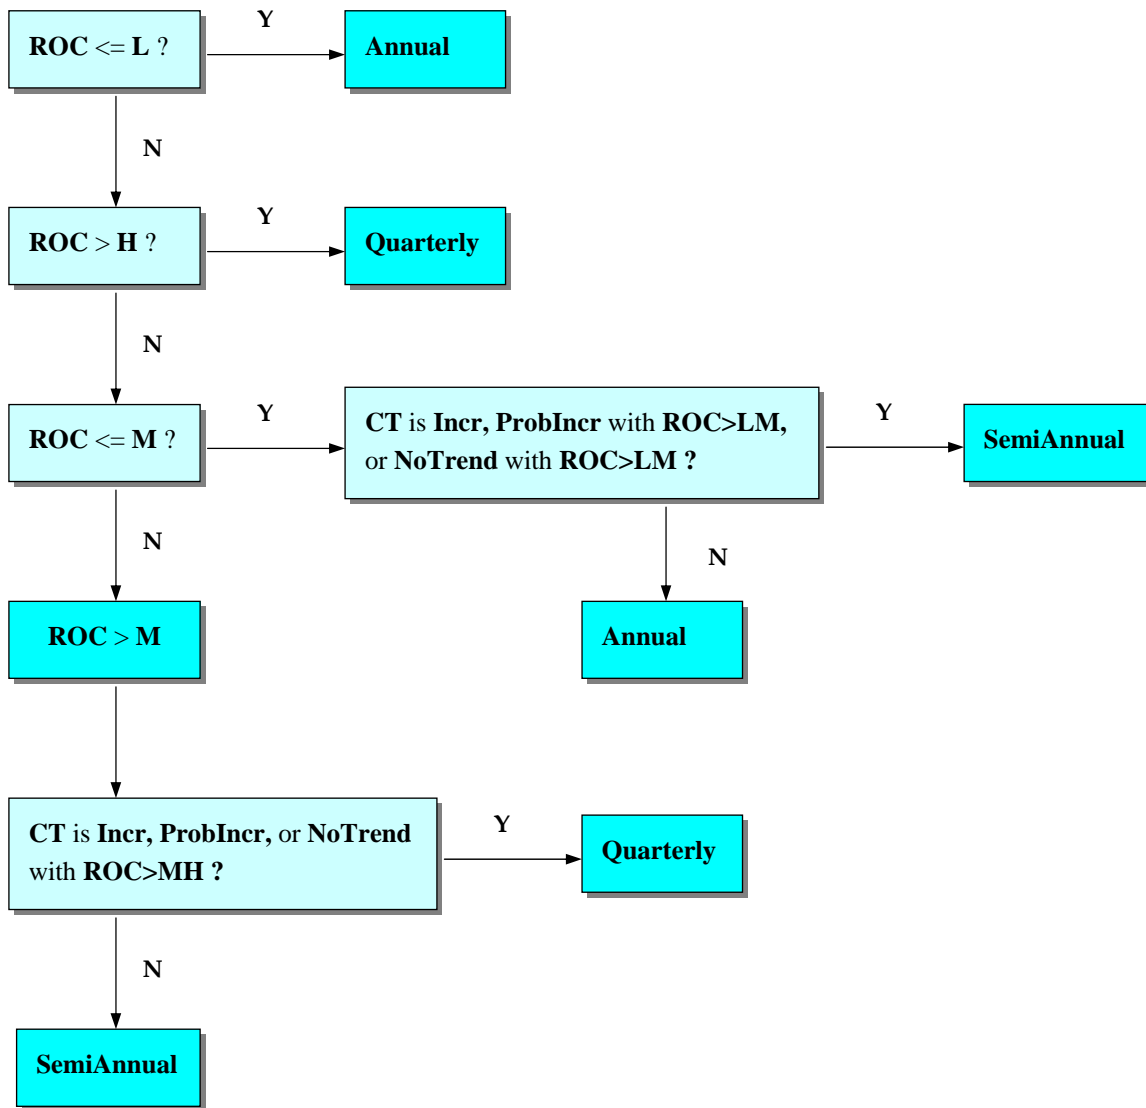 Y
ROC <= L ?
Annual
N
Y
ROC > H ?
Quarterly
N
Y
ROC <= M ?
CT is Incr, ProbIncr with ROC>LM,
or NoTrend with ROC>LM ?
Y
SemiAnnual
N
N
ROC > M
Annual
CT is Incr, ProbIncr, or NoTrend
with ROC>MH ?
Y
Quarterly
N
SemiAnnual